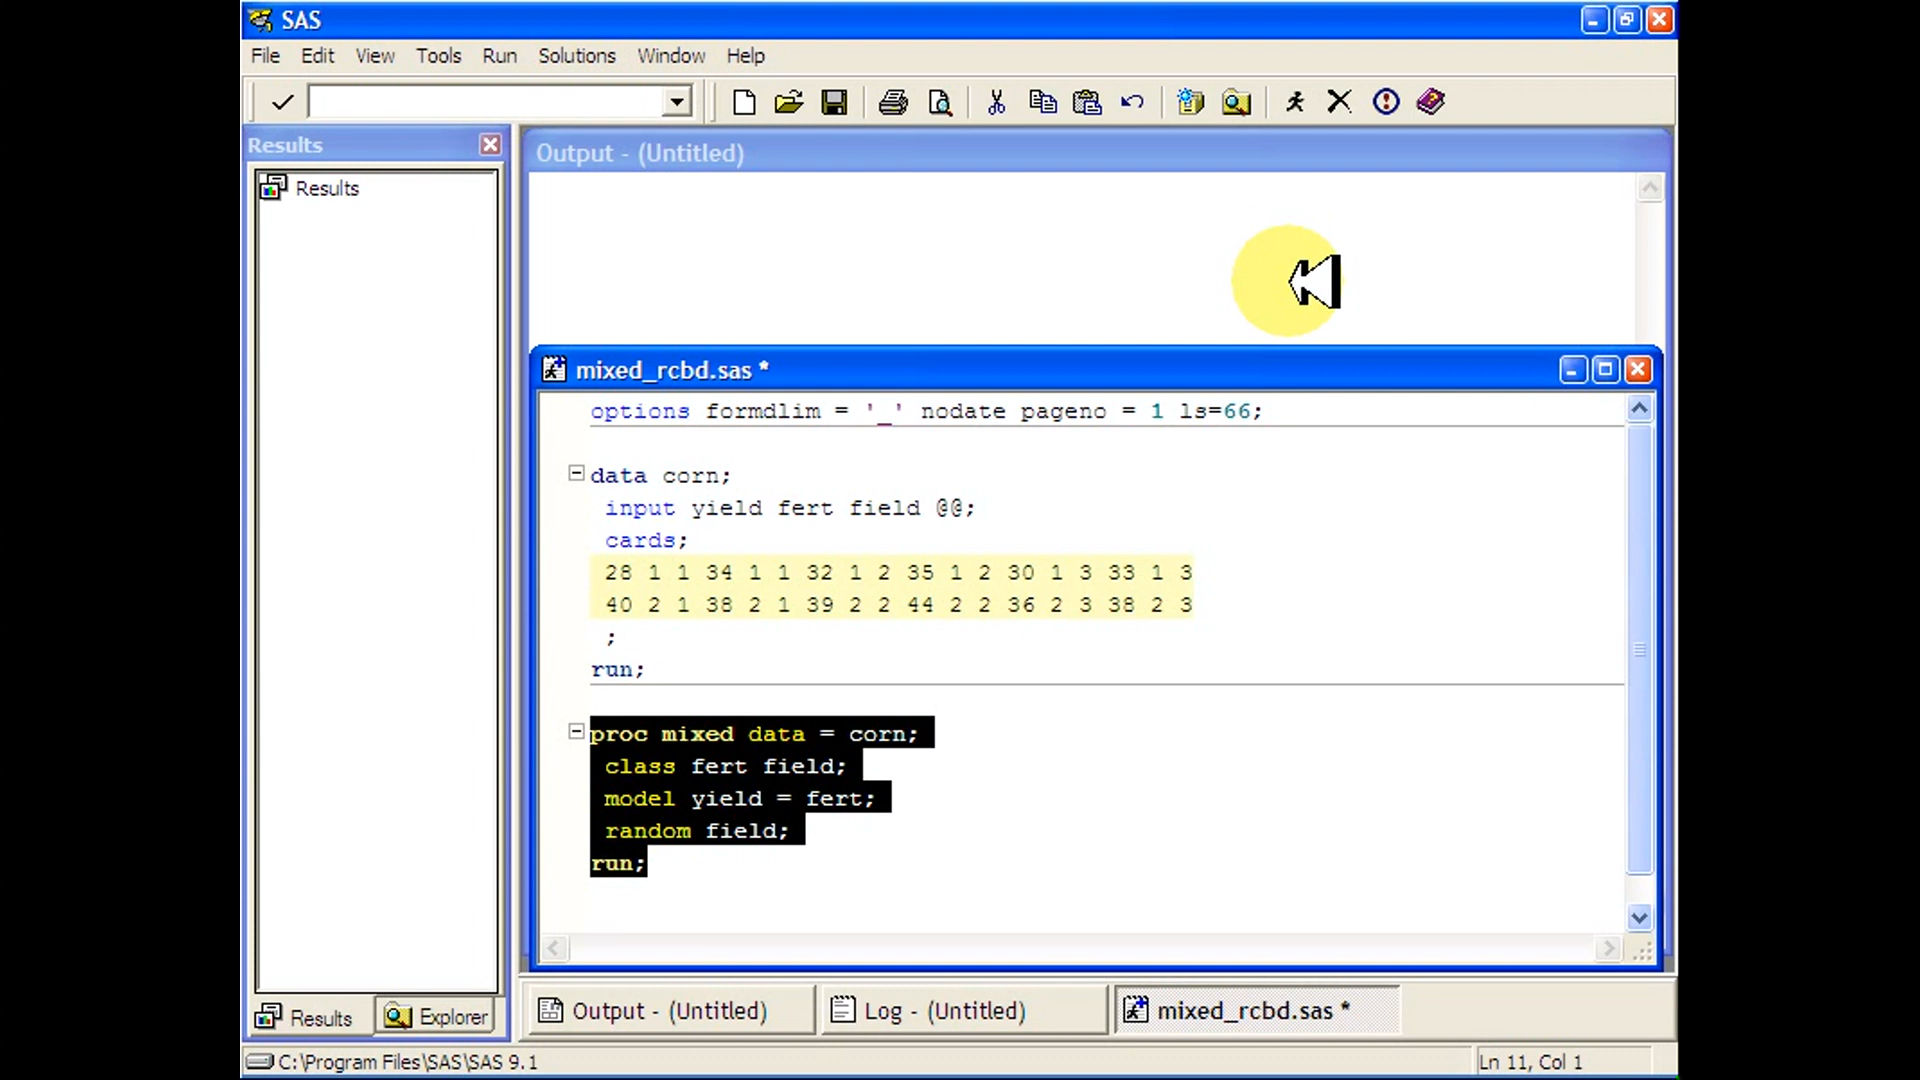 SAS
File Edit View Tools Run Solutions Window Help
Results
Output - (Untitled)
Results
mixed_rcbd.sas *
options formdlim = '_' nodate pageno = 1 ls=66;
data corn;
input yield fert field @@;
cards;
28 1 1 34 1 1 32 1 2 35 1 2 30 1 3 33 1 3
40 2 1 38 2 1 39 2 2 44 2 2 36 2 3 38 2 3
;
run;
proc mixed data = corn;
class fert field;
model yield = fert;
random field;
run;
Results Explorer
Output - (Untitled) Log - (Untitled) mixed_rcbd.sas *
C:\Program Files\SAS\SAS 9.1 Ln 11, Col 1